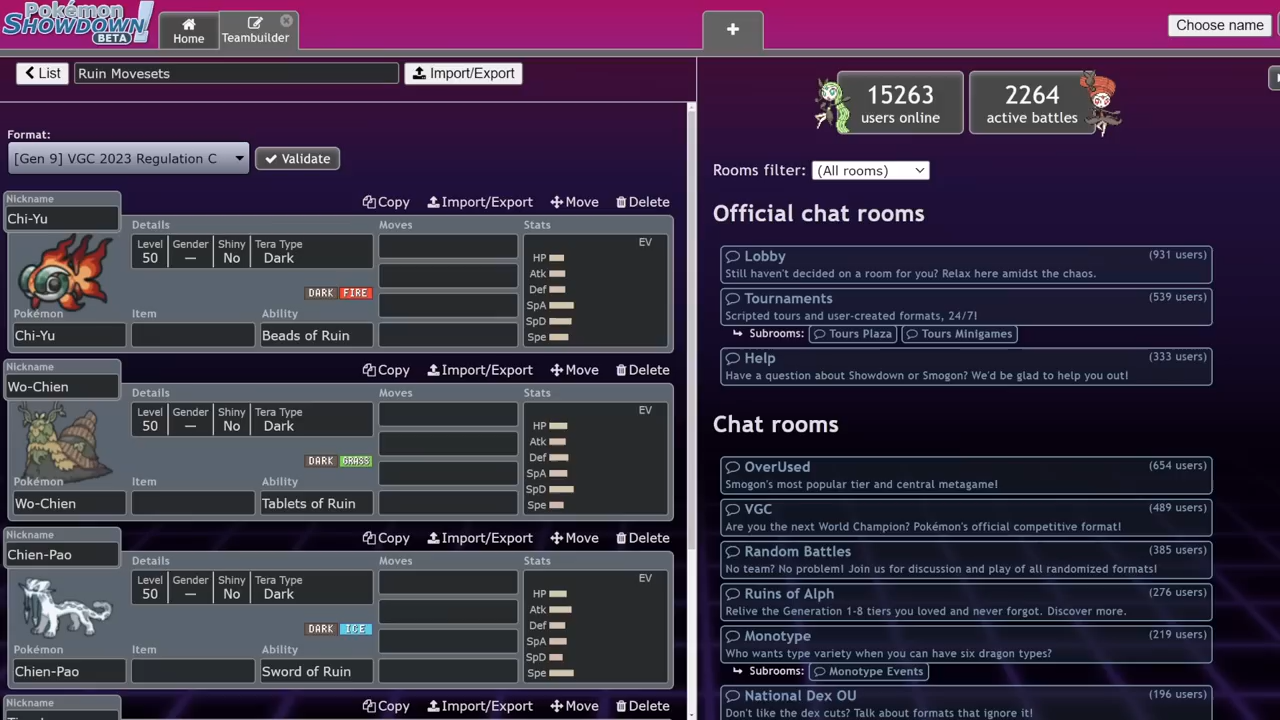 Pokémon
SHOWDOWN!
BETA
Home
Teambuilder
Choose name
List
Ruin Movesets
Import/Export
15263
users online
2264
active battles
Format:
[Gen 9] VGC 2023 Regulation C
Validate
Rooms filter:
(All rooms)
Nickname
Chi-Yu
Copy
Import/Export
Move
Delete
Details
Moves
Stats
Level
50
Gender
—
Shiny
No
Tera Type
Dark
EV
HP
Atk
Def
SpA
SpD
Spe
DARK
FIRE
Pokémon
Chi-Yu
Item
Ability
Beads of Ruin
Nickname
Wo-Chien
Copy
Import/Export
Move
Delete
Details
Moves
Stats
Level
50
Gender
—
Shiny
No
Tera Type
Dark
EV
HP
Atk
Def
SpA
SpD
Spe
DARK
GRASS
Pokémon
Wo-Chien
Item
Ability
Tablets of Ruin
Nickname
Chien-Pao
Copy
Import/Export
Move
Delete
Details
Moves
Stats
Level
50
Gender
—
Shiny
No
Tera Type
Dark
EV
HP
Atk
Def
SpA
SpD
Spe
DARK
ICE
Pokémon
Chien-Pao
Item
Ability
Sword of Ruin
Nickname
Copy
Import/Export
Move
Delete
Official chat rooms
Lobby
(931 users)
Still haven't decided on a room for you? Relax here amidst the chaos.
Tournaments
(539 users)
Scripted tours and user-created formats, 24/7!
Subrooms:
Tours Plaza
Tours Minigames
Help
(333 users)
Have a question about Showdown or Smogon? We'd be glad to help you out!
Chat rooms
OverUsed
(654 users)
Smogon's most popular tier and central metagame!
VGC
(489 users)
Are you the next World Champion? Pokémon's official competitive format!
Random Battles
(385 users)
No team? No problem! Join us for discussion and play of all randomized formats!
Ruins of Alph
(276 users)
Relive the Generation 1-8 tiers you loved and never forgot. Discover more.
Monotype
(219 users)
Who wants type variety when you can have six dragon types?
Subrooms:
Monotype Events
National Dex OU
(196 users)
Don't like the dex cuts? Talk about formats that ignore it!